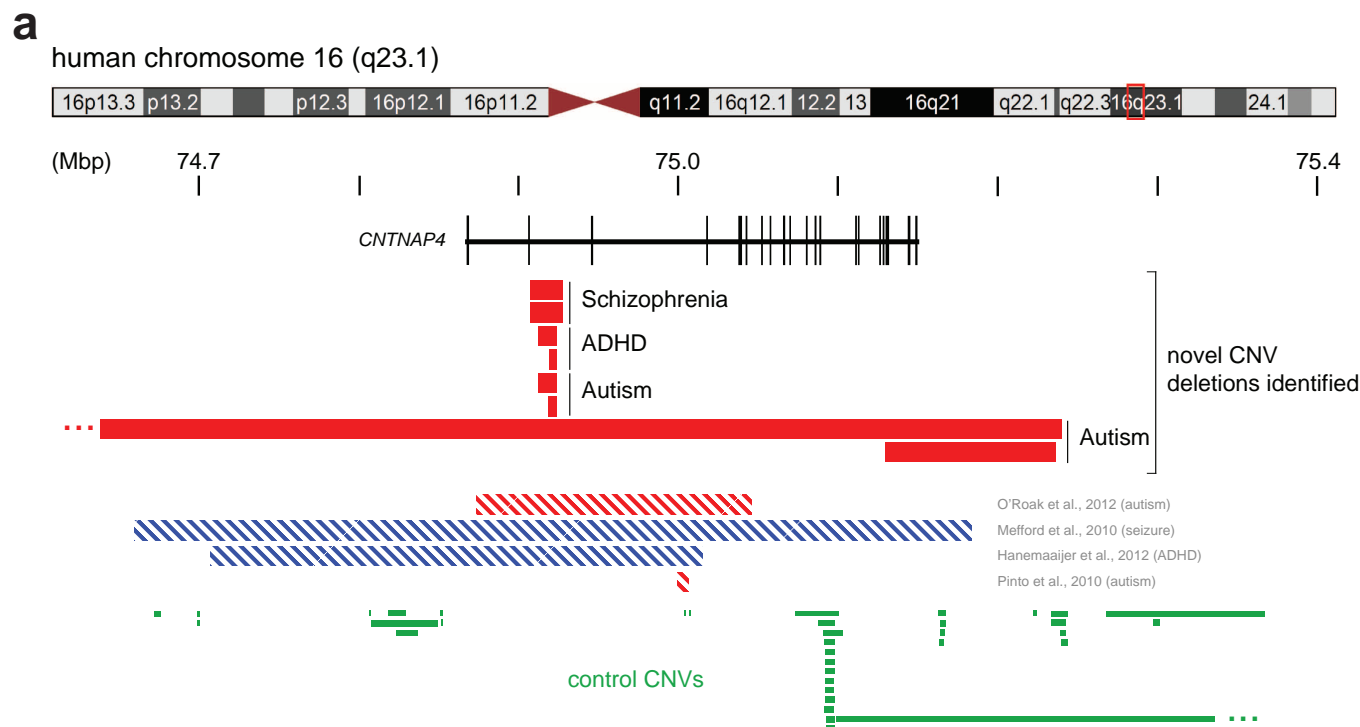 a
human chromosome 16 (q23.1)
16p13.3 p13.2 p12.3 16p12.1 16p11.2 q11.2 16q12.1 12.2 13 16q21 q22.1 q22.3 16q23.1 24.1
(Mbp) 74.7 75.0 75.4
CNTNAP4
Schizophrenia
ADHD
Autism
novel CNV
deletions identified
Autism
O'Roak et al., 2012 (autism)
Mefford et al., 2010 (seizure)
Hanemaaijer et al., 2012 (ADHD)
Pinto et al., 2010 (autism)
control CNVs